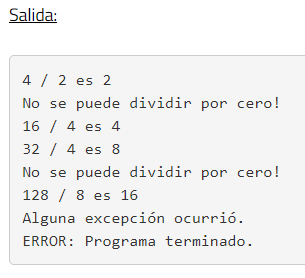 Salida:
4 / 2 es 2
No se puede dividir por cero!
16 / 4 es 4
32 / 4 es 8
No se puede dividir por cero!
128 / 8 es 16
Alguna excepción ocurrió.
ERROR: Programa terminado.